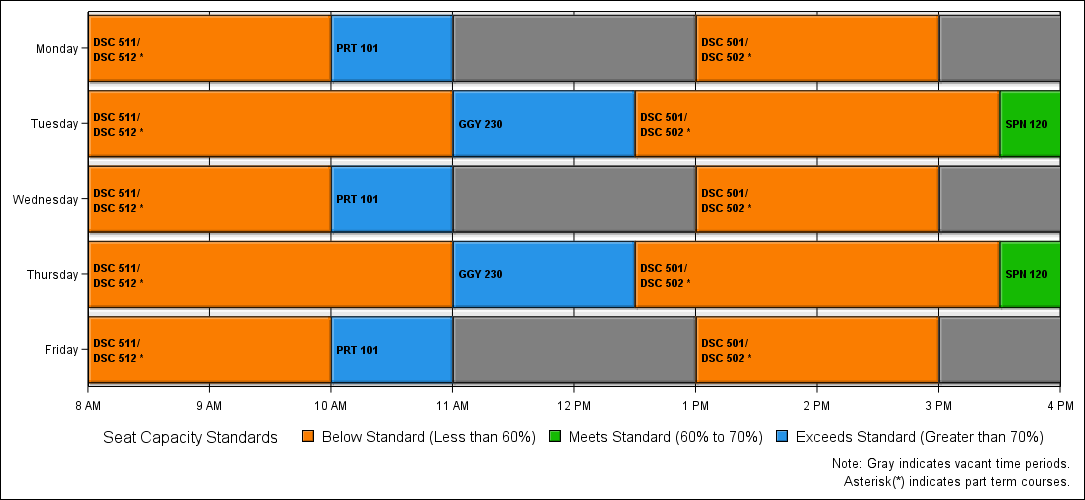 Monday
DSC 511/
DSC 512 *
PRT 101
DSC 501/
DSC 502 *
Tuesday
DSC 511/
DSC 512 *
GGY 230
DSC 501/
DSC 502 *
SPN 120
Wednesday
DSC 511/
DSC 512 *
PRT 101
DSC 501/
DSC 502 *
Thursday
DSC 511/
DSC 512 *
GGY 230
DSC 501/
DSC 502 *
SPN 120
Friday
DSC 511/
DSC 512 *
PRT 101
DSC 501/
DSC 502 *
8 AM 9 AM 10 AM 11 AM 12 PM 1 PM 2 PM 3 PM 4 PM
Seat Capacity Standards Below Standard (Less than 60%) Meets Standard (60% to 70%) Exceeds Standard (Greater than 70%)
Note: Gray indicates vacant time periods.
Asterisk(*) indicates part term courses.